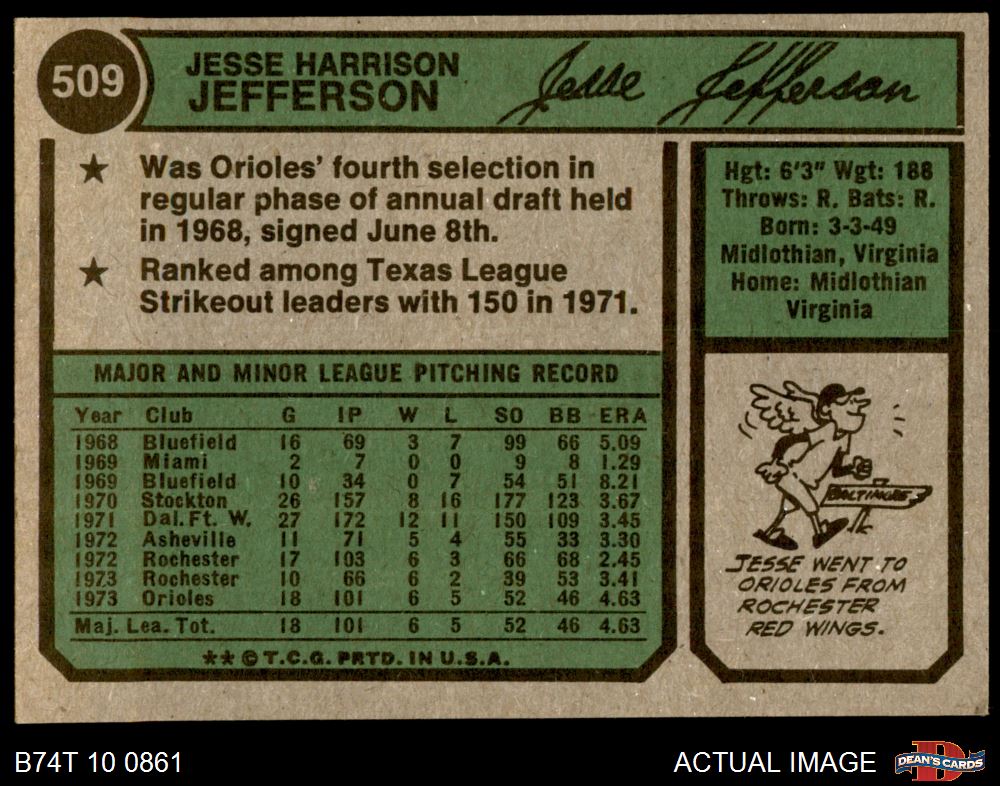 509
JESSE HARRISON
JEFFERSON
Jesse Jefferson
★ Was Orioles' fourth selection in
regular phase of annual draft held
in 1968, signed June 8th.
★ Ranked among Texas League
Strikeout leaders with 150 in 1971.
Hgt: 6'3" Wgt: 188
Throws: R. Bats: R.
Born: 3-3-49
Midlothian, Virginia
Home: Midlothian
Virginia
MAJOR AND MINOR LEAGUE PITCHING RECORD
Year Club G IP W L SO BB ERA
1968 Bluefield 16 69 3 7 99 66 5.09
1969 Miami 2 7 0 0 9 8 1.29
1969 Bluefield 10 34 0 7 54 51 8.21
1970 Stockton 26 157 8 16 177 123 3.67
1971 Dal. Ft. W. 27 172 12 11 150 109 3.45
1972 Asheville 11 71 5 4 55 33 3.30
1972 Rochester 17 103 6 3 66 68 2.45
1973 Rochester 10 66 6 2 39 53 3.41
1973 Orioles 18 101 6 5 52 46 4.63
Maj. Lea. Tot. 18 101 6 5 52 46 4.63
** © T.C.G. PRTD. IN U.S.A.
BALTIMORE
JESSE WENT TO
ORIOLES FROM
ROCHESTER
RED WINGS.
B74T 10 0861
ACTUAL IMAGE
D
DEAN'S CARDS